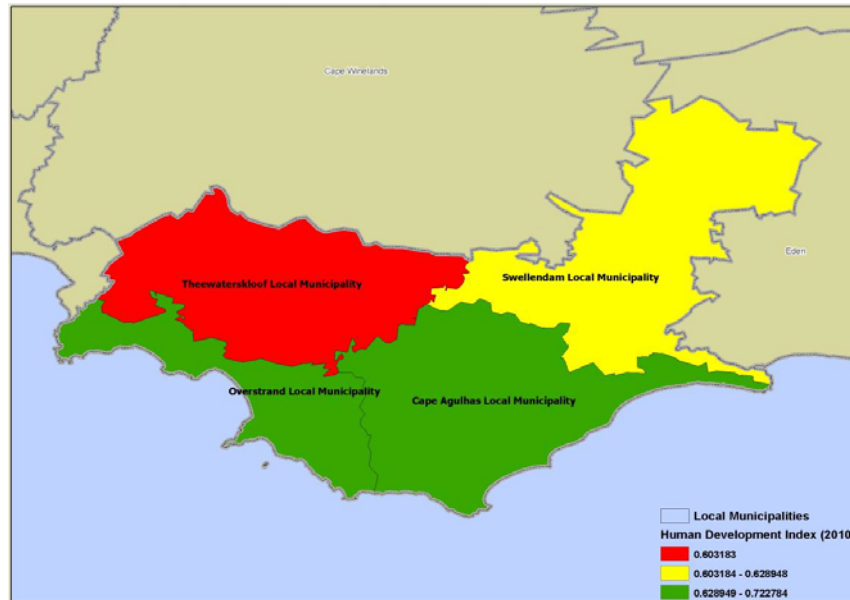 Cape Winelands
Swellendam Local Municipality
Eden
Theewaterskloof Local Municipality
Overstrand Local Municipality
Cape Agulhas Local Municipality
Local Municipalities
Human Development Index (2010
0.603183
0.603184 - 0.628948
0.628949 - 0.722784